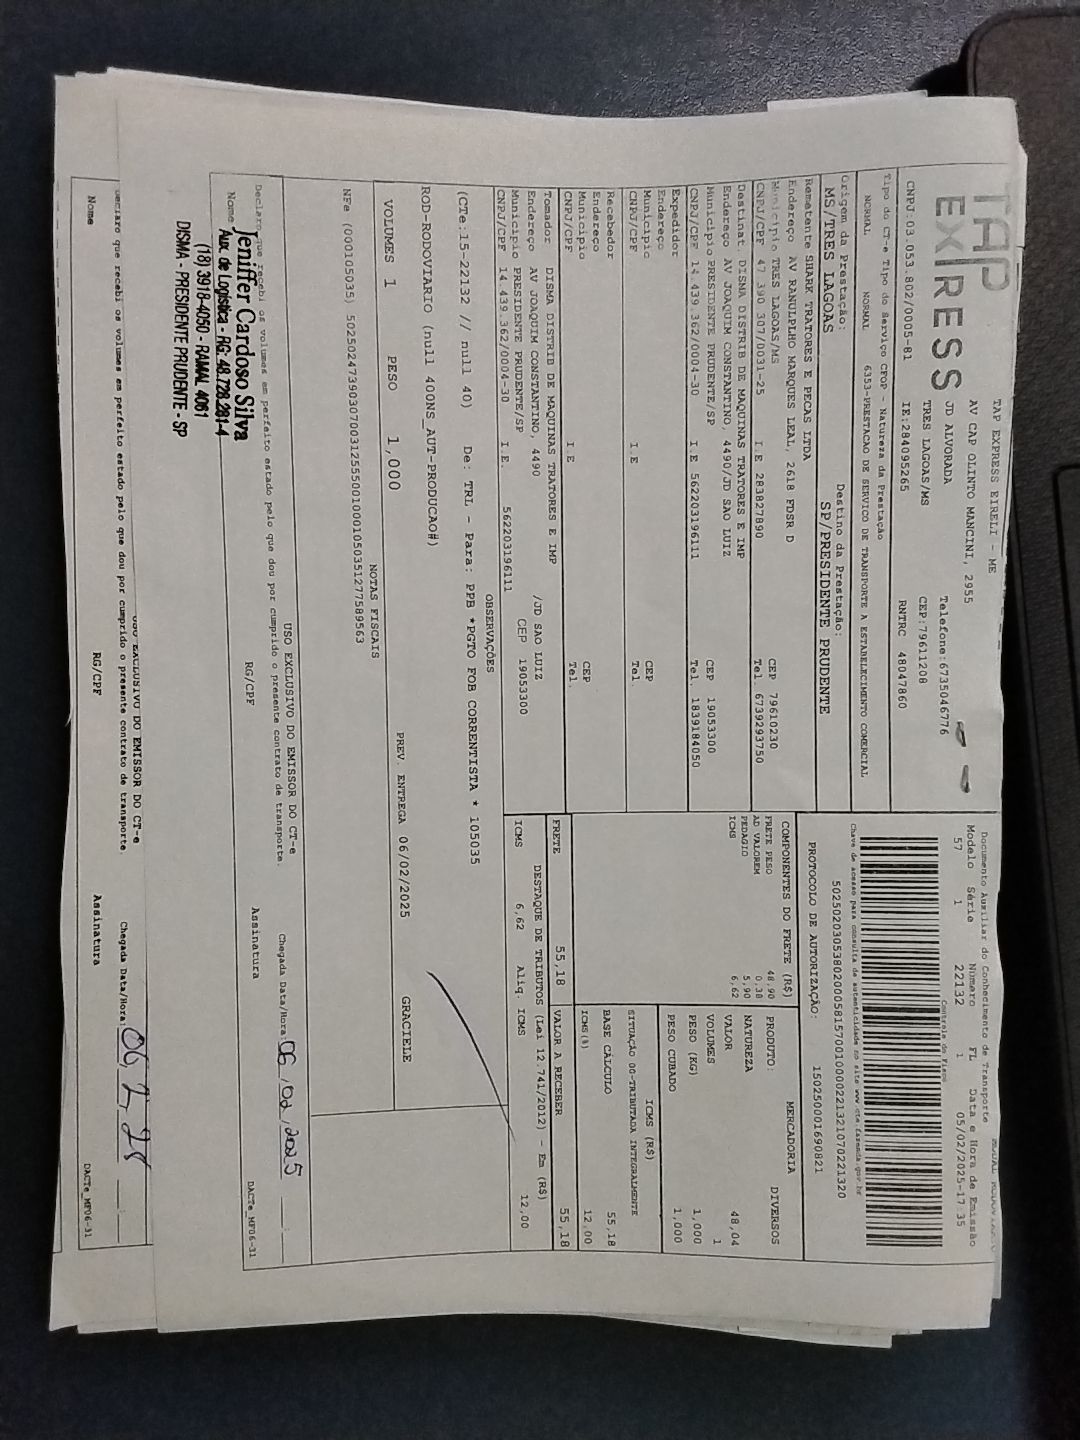 TAP
EX|RESS
TAP EXPRESS EIRELI - ME
AV CAP OLINTO MANCINI, 2955
JD ALVORADA Telefone:6735046776
TRES LAGOAS/MS CEP:79611208
CNPJ:03.053.802/0005-81 IE:284095265 RNTRC 48047860
Documento Auxiliar do Conhecimento de Transporte
Modelo Série Número FL Data e Hora de Emissão
57 1 22132 1 05/02/2025-17 35
Controle do Fisco
Chave de acesso para consulta de autenticidade no site www.cte.fazenda.gov.br
50250203053802000581570010000221321070221320
PROTOCOLO DE AUTORIZAÇÃO: 150250001690821
Tipo do CT-e Tipo do Serviço CFOP - Natureza da Prestação
NORMAL NORMAL 6353-PRESTACAO DE SERVICO DE TRANSPORTE A ESTABELECIMENTO COMERCIAL
Origem da Prestação: Destino da Prestação:
MS/TRES LAGOAS SP/PRESIDENTE PRUDENTE
Remetente SHARK TRATORES E PECAS LTDA
Endereço AV RANULPLHO MARQUES LEAL, 2618 FDSR D
Município TRES LAGOAS/MS CEP 79610230
CNPJ/CPF 47 390 307/0031-25 I.E 283827890 Tel. 6739293750
Destinat. DISMA DISTRIB DE MAQUINAS TRATORES E IMP
Endereço AV JOAQUIM CONSTANTINO, 4490/JD SAO LUIZ
Município PRESIDENTE PRUDENTE/SP CEP 19053300
CNPJ/CPF 14.439.362/0004-30 I.E 562203196111 Tel. 1839184050
Expedidor
Endereço
Município CEP
CNPJ/CPF I.E Tel.
Recebedor
Endereço
Município CEP
CNPJ/CPF I.E Tel.
Tomador DISMA DISTRIB DE MAQUINAS TRATORES E IMP
Endereço AV JOAQUIM CONSTANTINO, 4490 /JD SAO LUIZ
Município PRESIDENTE PRUDENTE/SP CEP 19053300
CNPJ/CPF 14.439.362/0004-30 I.E. 562203196111
COMPONENTES DO FRETE (R$)
FRETE PESO 48,90
AD VALOREM 0,38
PEDAGIO 5,90
ICMS 6,62
PRODUTO: MERCADORIA DIVERSOS
NATUREZA
VALOR 48,04
VOLUMES 1
PESO (KG) 1,000
PESO CUBADO 1,000
ICMS (R$)
SITUAÇÃO 00-TRIBUTADA INTEGRALMENTE
BASE CÁLCULO 55,18
ICMS(%) 12,00
FRETE 55,18 VALOR A RECEBER 55,18
DESTAQUE DE TRIBUTOS (Lei 12.741/2012) - Em (R$)
ICMS 6,62 Alíq. ICMS 12,00
OBSERVAÇÕES
(CTe:15-22132 // null 40) De: TRL - Para: PPB *PGTO FOB CORRENTISTA * 105035
ROD-RODOVIARIO (null 400NS_AUT-PRODUCAO#)
VOLUMES 1 PESO 1,000 PREV. ENTREGA 06/02/2025 GRACIELE
NOTAS FISCAIS
NFe (000105035) 50250247390307003125550010001050351277589563
USO EXCLUSIVO DO EMISSOR DO CT-e
Declaro que recebi os volumes em perfeito estado pelo que dou por cumprido o presente contrato de transporte. Chegada Data/Hora: 06/02/2025
Nome RG/CPF Assinatura DACTe_MF06-31
Jeniffer Cardoso Silva
Aux. de Logística - RG: 48.728.281-4
(18) 3918-4050 - RAMAL 4061
DISMA - PRESIDENTE PRUDENTE - SP
USO EXCLUSIVO DO EMISSOR DO CT-e
Declaro que recebi os volumes em perfeito estado pelo que dou por cumprido o presente contrato de transporte. Chegada Data/Hora:
Nome RG/CPF Assinatura DACTe_MF06-31